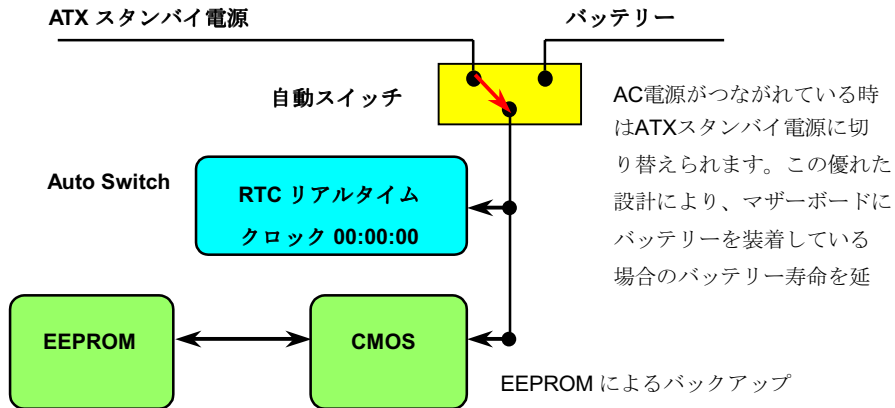 ATX スタンバイ電源
バッテリー
自動スイッチ
AC電源がつながれている時
はATXスタンバイ電源に切
り替えられます。この優れた
設計により、マザーボードに
バッテリーを装着している
場合のバッテリー寿命を延
Auto Switch
RTC リアルタイム
クロック 00:00:00
EEPROM
CMOS
EEPROM によるバックアップ